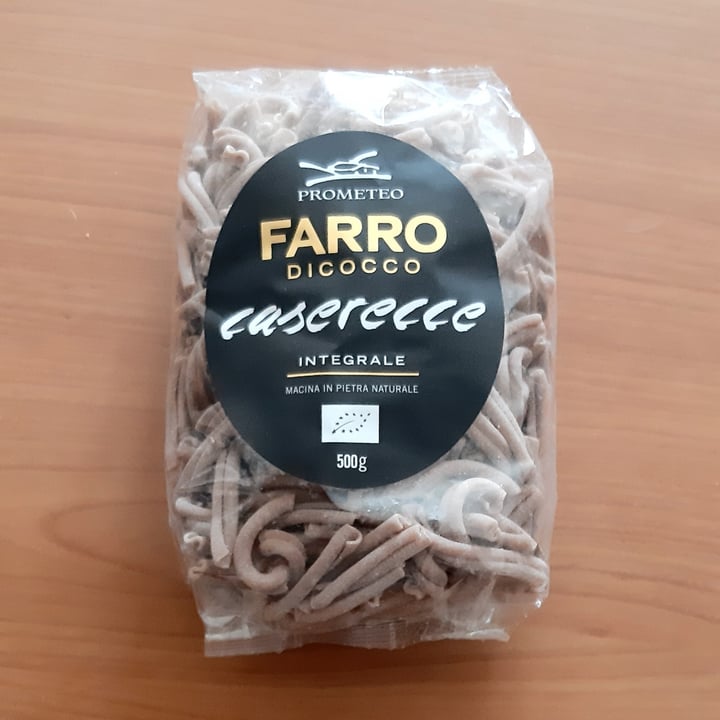 PROMETEO
FARRO
DICOCCO
caserecce
INTEGRALE
MACINA IN PIETRA NATURALE
500g